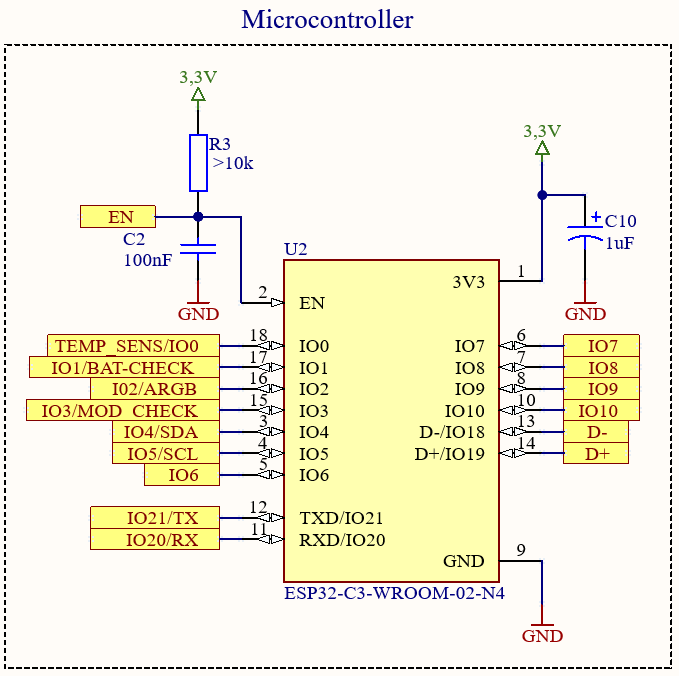 Microcontroller
3,3V
R3
>10k
3,3V
EN
C2
100nF
C10
1uF
+
GND
GND
U2
1
3V3
2
EN
TEMP_SENS/IO0
18
IO0
IO7
6
IO7
IO1/BAT-CHECK
17
IO1
IO8
7
IO8
I02/ARGB
16
IO2
IO9
8
IO9
IO3/MOD_CHECK
15
IO3
IO10
10
IO10
IO4/SDA
3
IO4
D-/IO18
13
D-
IO5/SCL
4
IO5
D+/IO19
14
D+
IO6
5
IO6
IO21/TX
12
TXD/IO21
IO20/RX
11
RXD/IO20
GND
9
ESP32-C3-WROOM-02-N4
GND